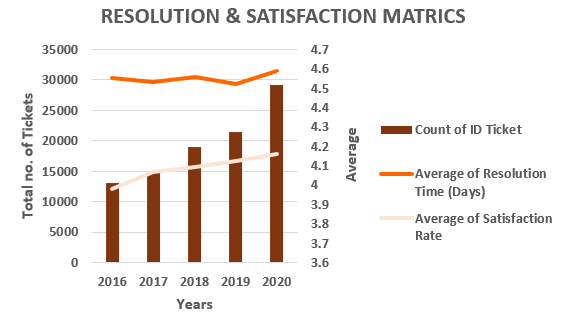 RESOLUTION & SATISFACTION MATRICS
Total no. of Tickets
35000
30000
25000
20000
15000
10000
5000
0
4.7
4.6
4.5
4.4
4.3
4.2
4.1
4
3.9
3.8
3.7
3.6
Average
2016 2017 2018 2019 2020
Years
Count of ID Ticket
Average of Resolution
Time (Days)
Average of Satisfaction
Rate